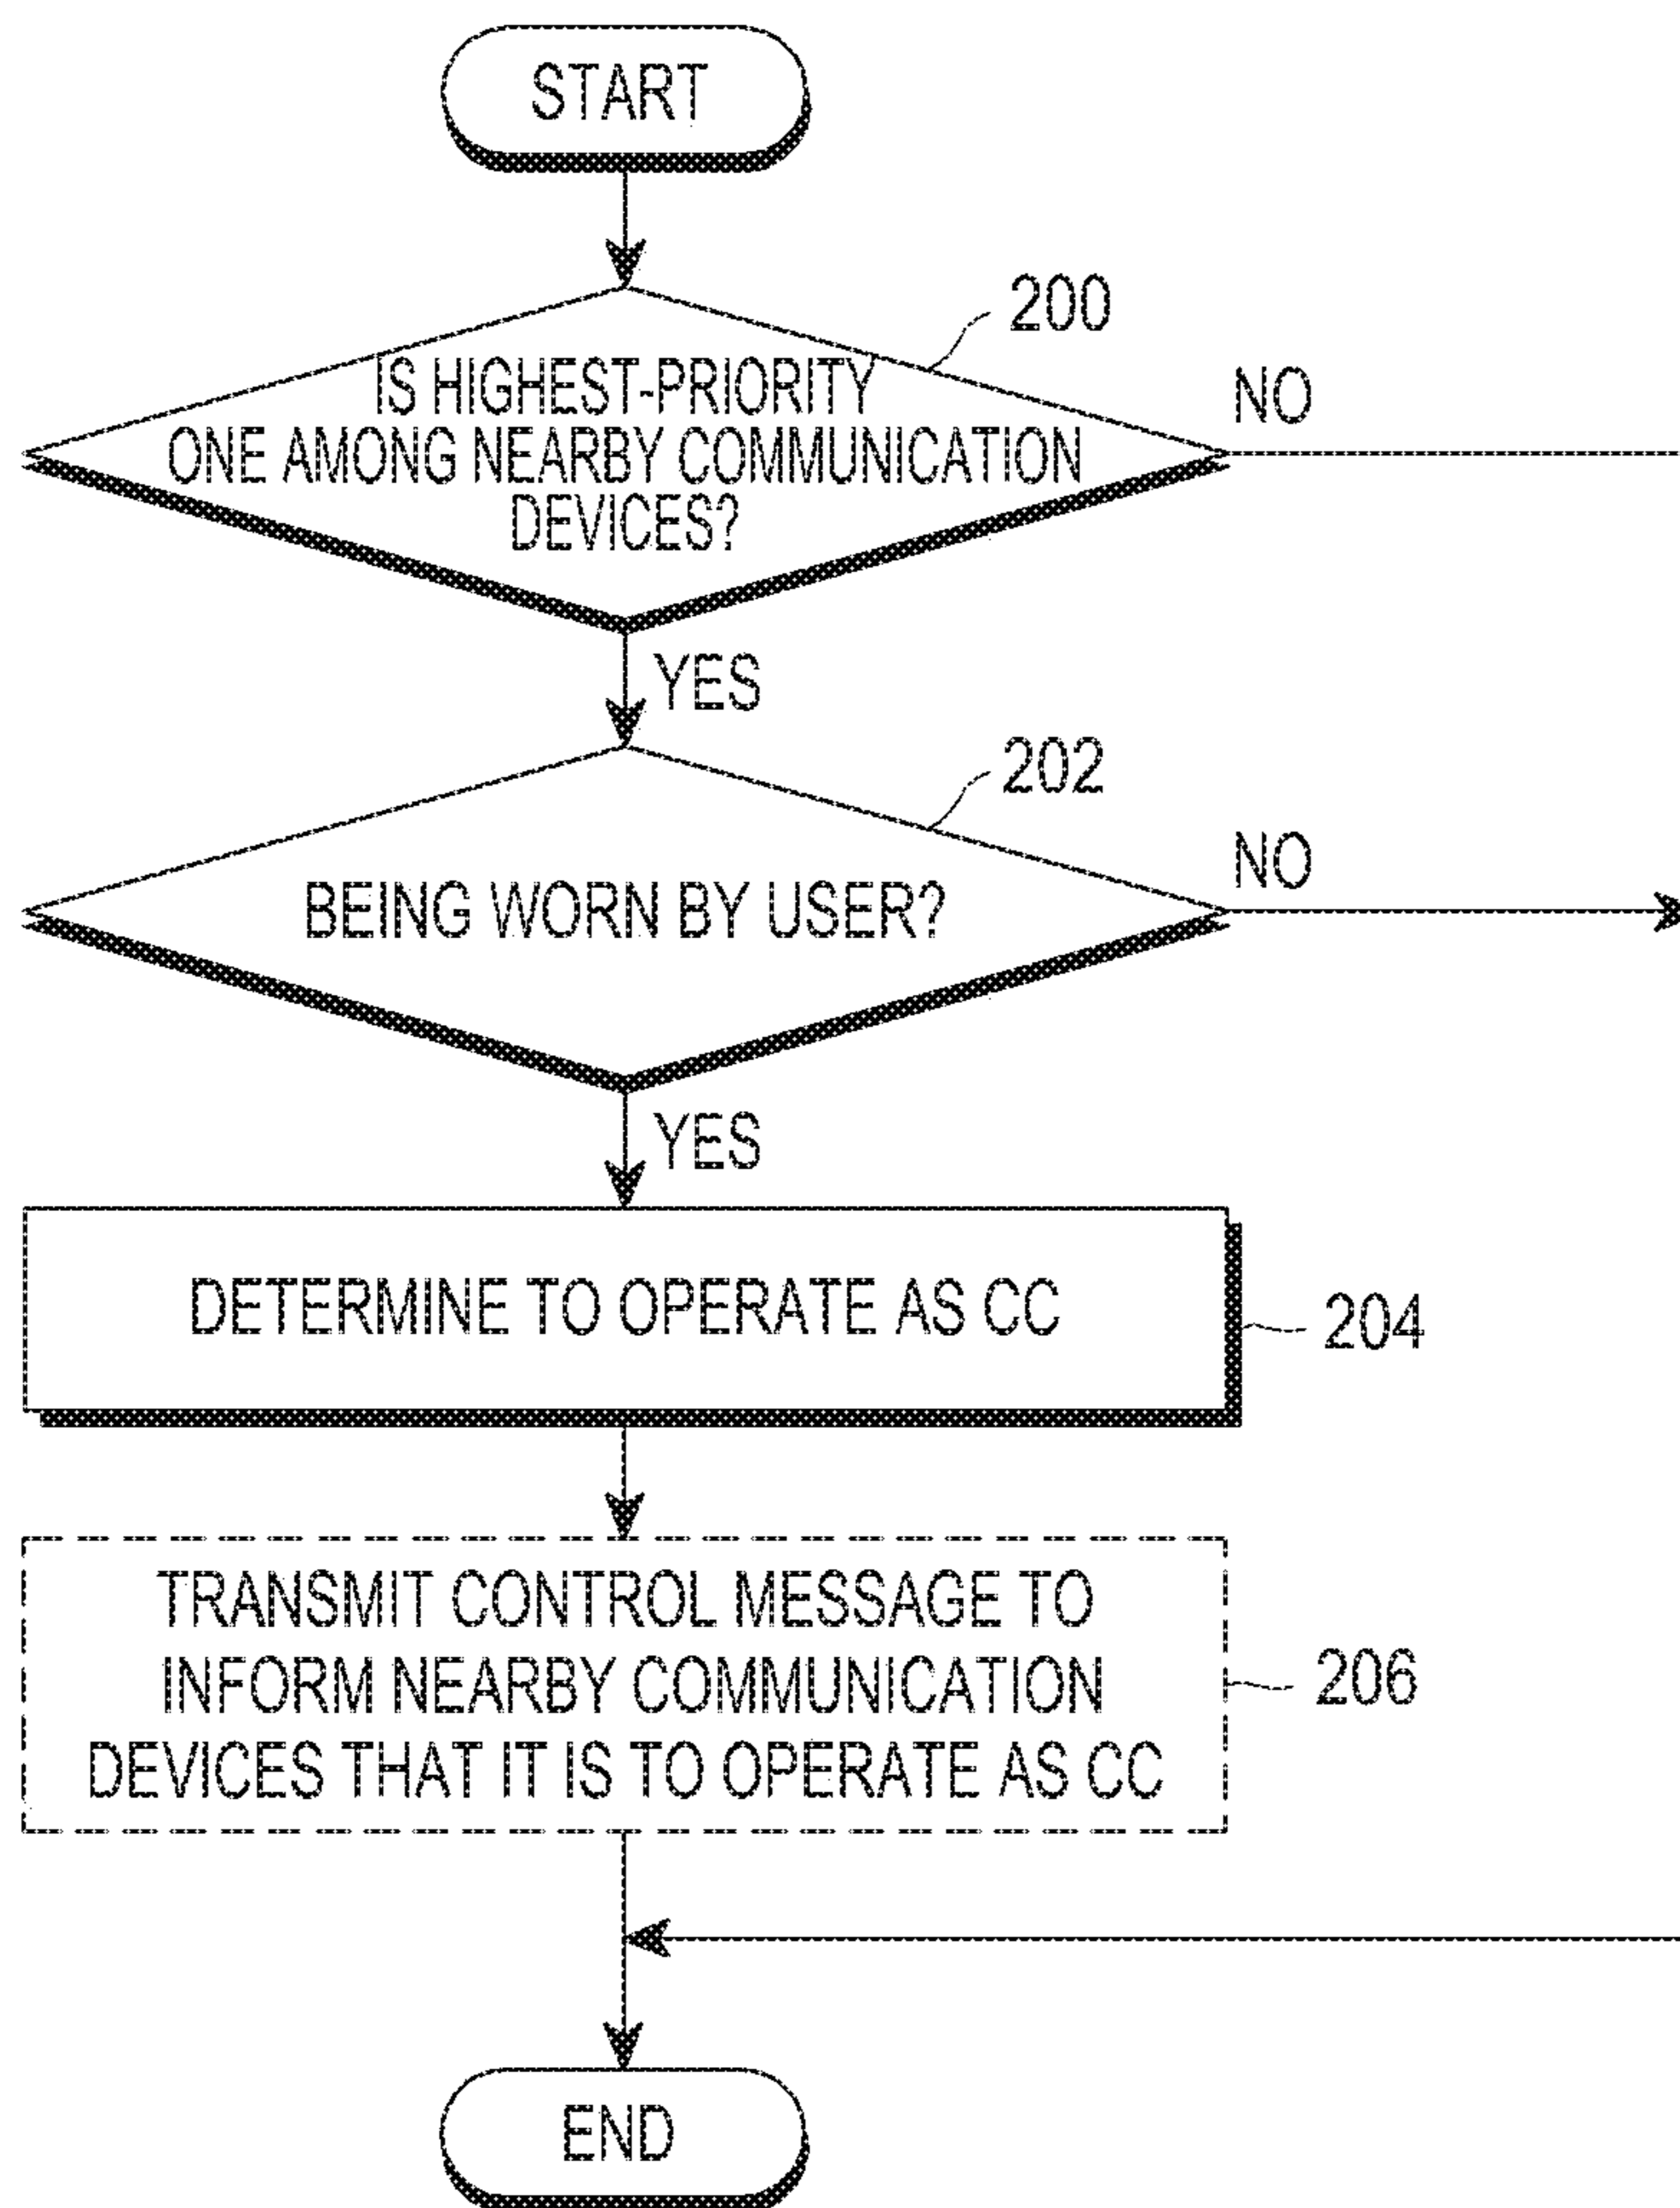 START
200
IS HIGHEST-PRIORITY
ONE AMONG NEARBY COMMUNICATION
DEVICES?
NO
YES
202
BEING WORN BY USER?
NO
YES
DETERMINE TO OPERATE AS CC
204
TRANSMIT CONTROL MESSAGE TO
INFORM NEARBY COMMUNICATION
DEVICES THAT IT IS TO OPERATE AS CC
206
END